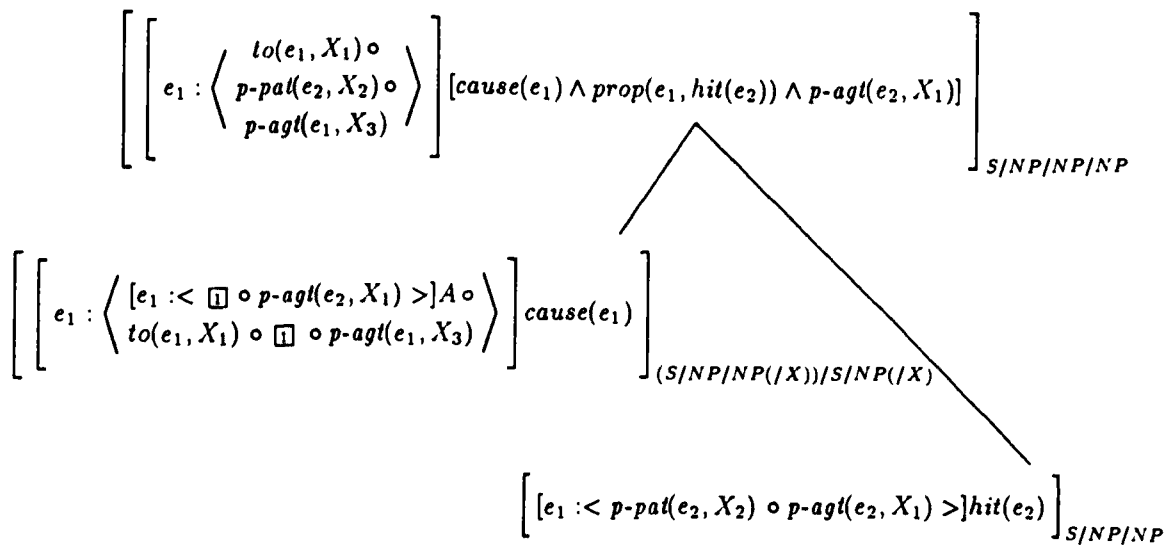 to(e₁, X₁) ∘
e₁ : ⟨ p-pat(e₂, X₂) ∘ ⟩ [cause(e₁) ∧ prop(e₁, hit(e₂)) ∧ p-agt(e₂, X₁)]
p-agt(e₁, X₃)
S/NP/NP/NP
[e₁ :< [1] ∘ p-agt(e₂, X₁) >]A ∘
e₁ : ⟨ ⟩ cause(e₁)
to(e₁, X₁) ∘ [1] ∘ p-agt(e₁, X₃)
(S/NP/NP(/X))/S/NP(/X)
[ [e₁ :< p-pat(e₂, X₂) ∘ p-agt(e₂, X₁) >]hit(e₂) ]
S/NP/NP